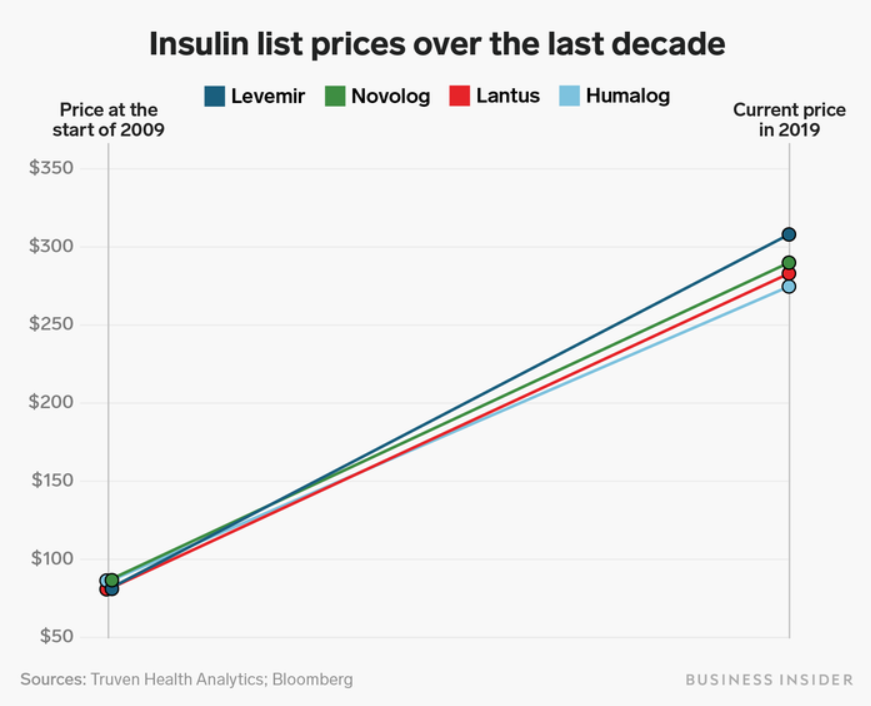 Insulin list prices over the last decade
Levemir Novolog Lantus Humalog
Price at the
start of 2009
Current price
in 2019
$350
$300
$250
$200
$150
$100
$50
Sources: Truven Health Analytics; Bloomberg
BUSINESS INSIDER